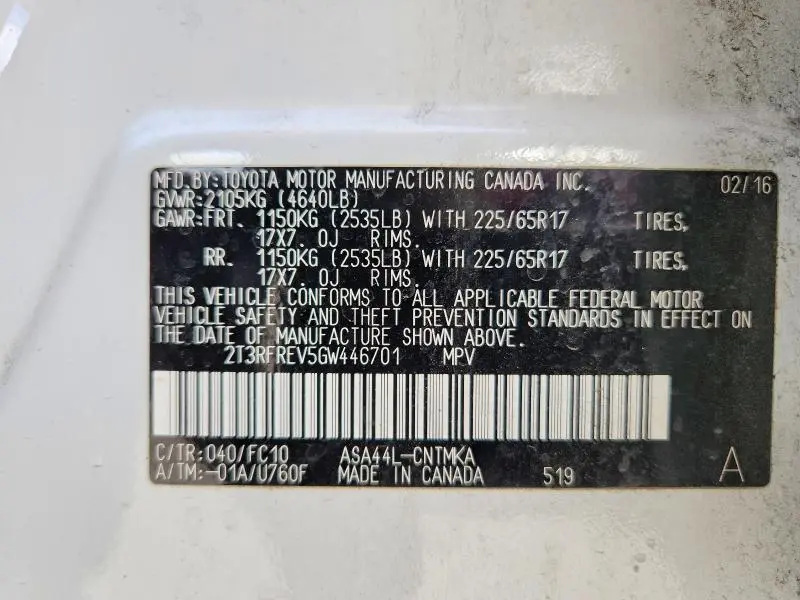 MFD.BY:TOYOTA MOTOR MANUFACTURING CANADA INC. 02/16
GVWR:2105KG (4640LB)
GAWR:FRT. 1150KG (2535LB) WITH 225/65R17 TIRES,
17X7.0J RIMS.
RR. 1150KG (2535LB) WITH 225/65R17 TIRES,
17X7.0J RIMS.
THIS VEHICLE CONFORMS TO ALL APPLICABLE FEDERAL MOTOR
VEHICLE SAFETY AND THEFT PREVENTION STANDARDS IN EFFECT ON
THE DATE OF MANUFACTURE SHOWN ABOVE.
2T3RFREV5GW446701 MPV
C/TR:040/FC10 ASA44L-CNTMKA
A/TM:-01A/U760F MADE IN CANADA 519 A